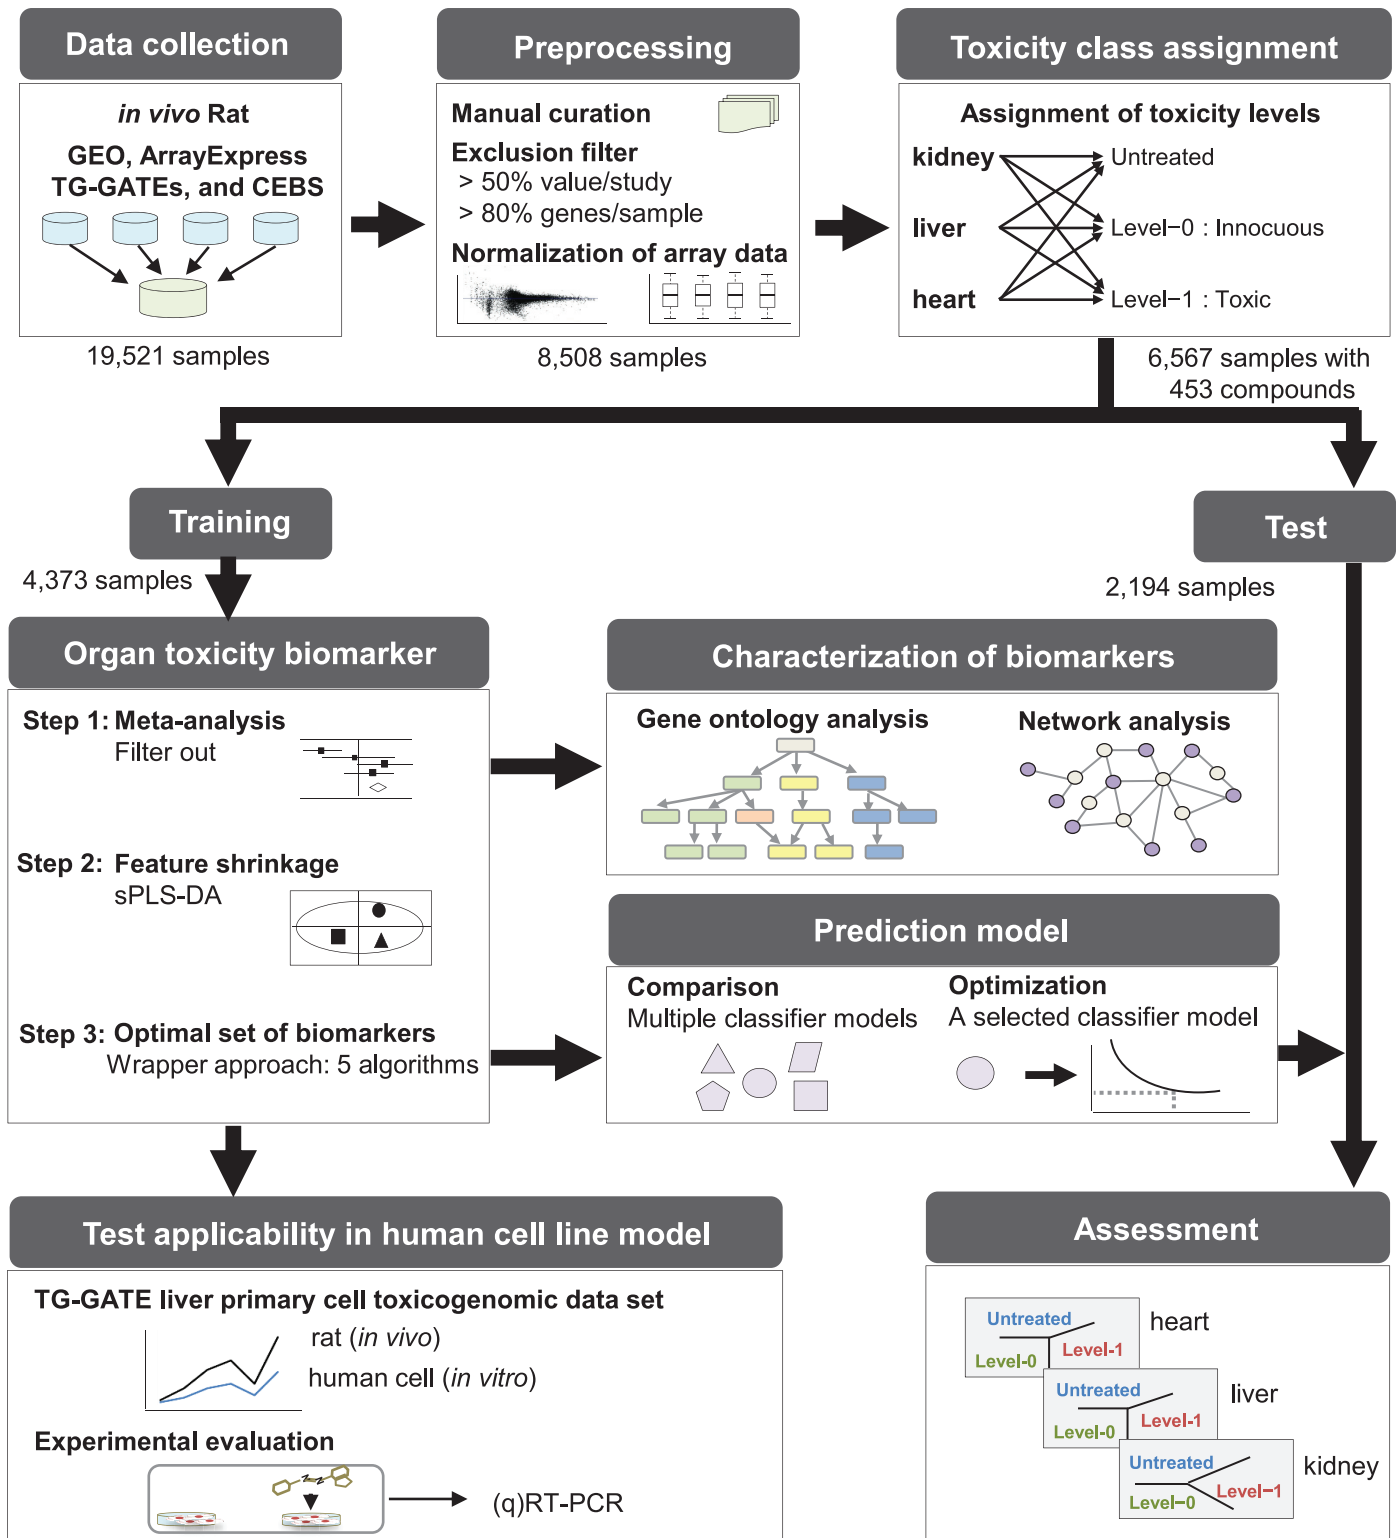 Data collection
in vivo Rat
GEO, ArrayExpress
TG-GATEs, and CEBS
19,521 samples
Preprocessing
Manual curation
Exclusion filter
> 50% value/study
> 80% genes/sample
Normalization of array data
8,508 samples
Toxicity class assignment
Assignment of toxicity levels
kidney
liver
heart
Untreated
Level−0 : Innocuous
Level−1 : Toxic
6,567 samples with
453 compounds
Training
4,373 samples
Test
2,194 samples
Organ toxicity biomarker
Step 1: Meta-analysis
Filter out
Step 2: Feature shrinkage
sPLS-DA
Step 3: Optimal set of biomarkers
Wrapper approach: 5 algorithms
Characterization of biomarkers
Gene ontology analysis
Network analysis
Prediction model
Comparison
Multiple classifier models
Optimization
A selected classifier model
Test applicability in human cell line model
TG-GATE liver primary cell toxicogenomic data set
rat (in vivo)
human cell (in vitro)
Experimental evaluation
(q)RT-PCR
Assessment
Untreated
Level-0
Level-1
heart
Untreated
Level-0
Level-1
liver
Untreated
Level−0
Level−1
kidney